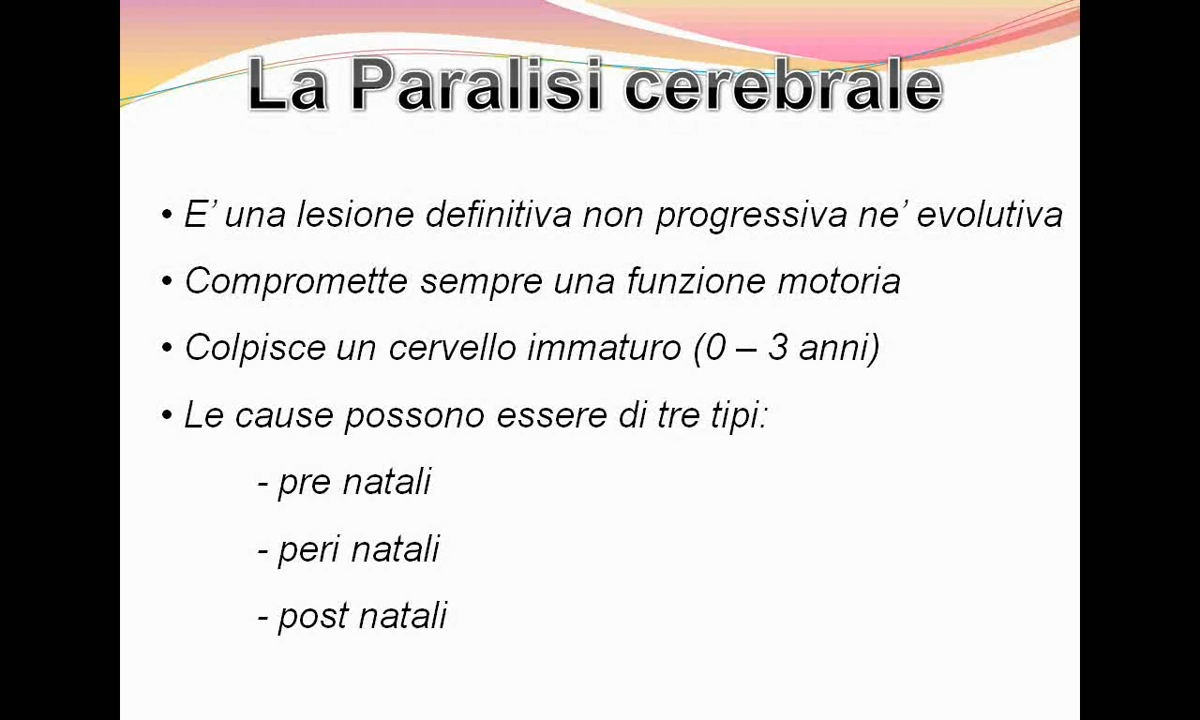 La Paralisi cerebrale
• E’ una lesione definitiva non progressiva ne’ evolutiva
• Compromette sempre una funzione motoria
• Colpisce un cervello immaturo (0 – 3 anni)
• Le cause possono essere di tre tipi:
- pre natali
- peri natali
- post natali